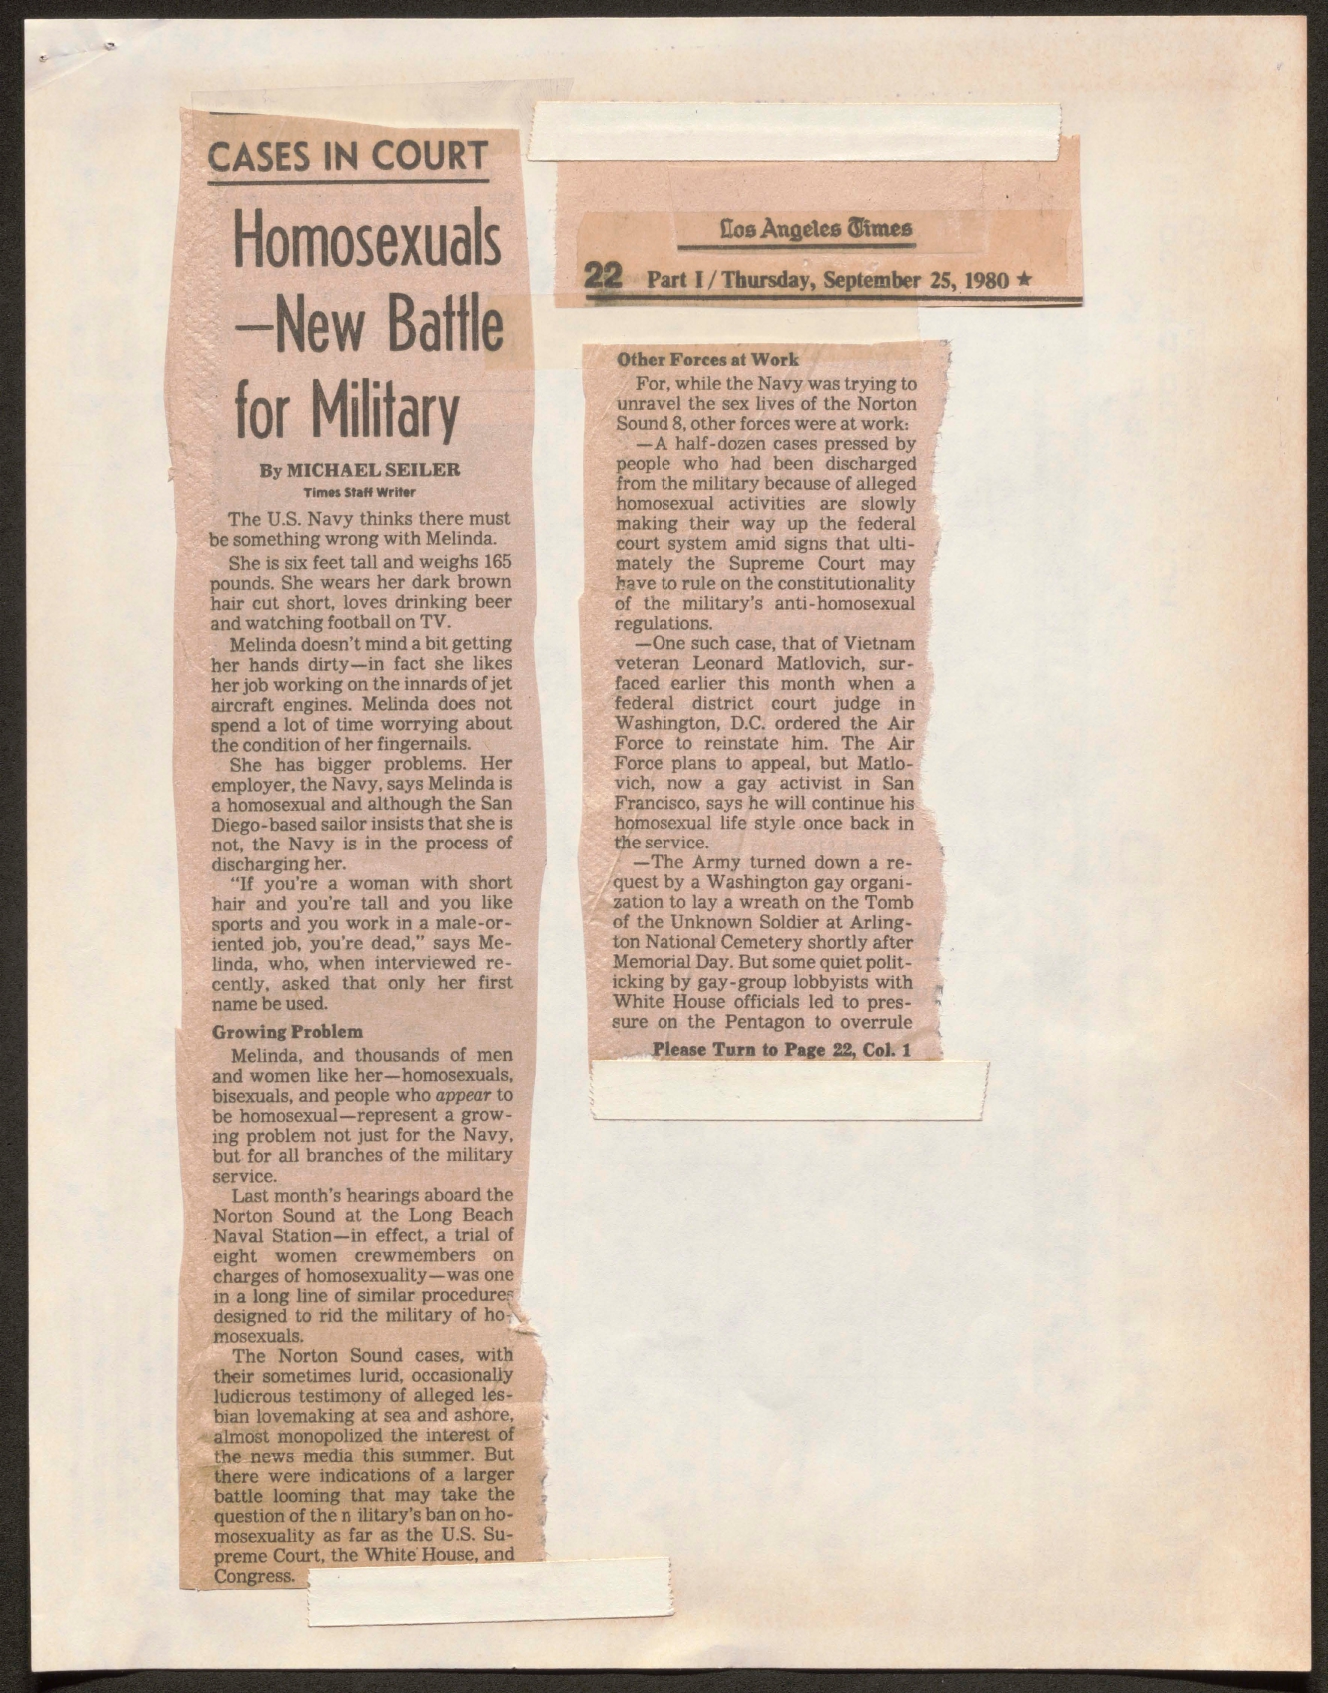 CASES IN COURT
Homosexuals
—New Battle
for Military
By MICHAEL SEILER
Times Staff Writer
The U.S. Navy thinks there must
be something wrong with Melinda.
She is six feet tall and weighs 165
pounds. She wears her dark brown
hair cut short, loves drinking beer
and watching football on TV.
Melinda doesn't mind a bit getting
her hands dirty—in fact she likes
her job working on the innards of jet
aircraft engines. Melinda does not
spend a lot of time worrying about
the condition of her fingernails.
She has bigger problems. Her
employer, the Navy, says Melinda is
a homosexual and although the San
Diego-based sailor insists that she is
not, the Navy is in the process of
discharging her.
"If you're a woman with short
hair and you're tall and you like
sports and you work in a male-or-
iented job, you're dead," says Me-
linda, who, when interviewed re-
cently, asked that only her first
name be used.
Growing Problem
Melinda, and thousands of men
and women like her—homosexuals,
bisexuals, and people who appear to
be homosexual—represent a grow-
ing problem not just for the Navy,
but for all branches of the military
service.
Last month's hearings aboard the
Norton Sound at the Long Beach
Naval Station—in effect, a trial of
eight women crewmembers on
charges of homosexuality—was one
in a long line of similar procedures
designed to rid the military of ho-
mosexuals.
The Norton Sound cases, with
their sometimes lurid, occasionally
ludicrous testimony of alleged les-
bian lovemaking at sea and ashore,
almost monopolized the interest of
the news media this summer. But
there were indications of a larger
battle looming that may take the
question of the n ilitary's ban on ho-
mosexuality as far as the U.S. Su-
preme Court, the White House, and
Congress.
Los Angeles Times
22 Part I / Thursday, September 25, 1980 ★
Other Forces at Work
For, while the Navy was trying to
unravel the sex lives of the Norton
Sound 8, other forces were at work:
—A half-dozen cases pressed by
people who had been discharged
from the military because of alleged
homosexual activities are slowly
making their way up the federal
court system amid signs that ulti-
mately the Supreme Court may
have to rule on the constitutionality
of the military's anti-homosexual
regulations.
—One such case, that of Vietnam
veteran Leonard Matlovich, sur-
faced earlier this month when a
federal district court judge in
Washington, D.C. ordered the Air
Force to reinstate him. The Air
Force plans to appeal, but Matlo-
vich, now a gay activist in San
Francisco, says he will continue his
homosexual life style once back in
the service.
—The Army turned down a re-
quest by a Washington gay organi-
zation to lay a wreath on the Tomb
of the Unknown Soldier at Arling-
ton National Cemetery shortly after
Memorial Day. But some quiet polit-
icking by gay-group lobbyists with
White House officials led to pres-
sure on the Pentagon to overrule
Please Turn to Page 22, Col. 1